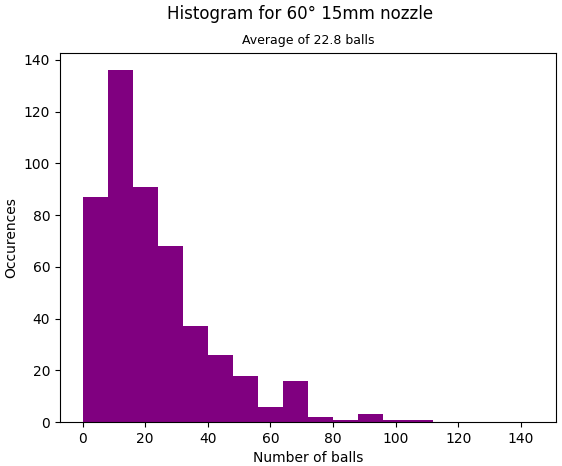 Histogram for 60° 15mm nozzle
Average of 22.8 balls
140
120
100
80
60
40
20
0
Occurences
0 20 40 60 80 100 120 140
Number of balls